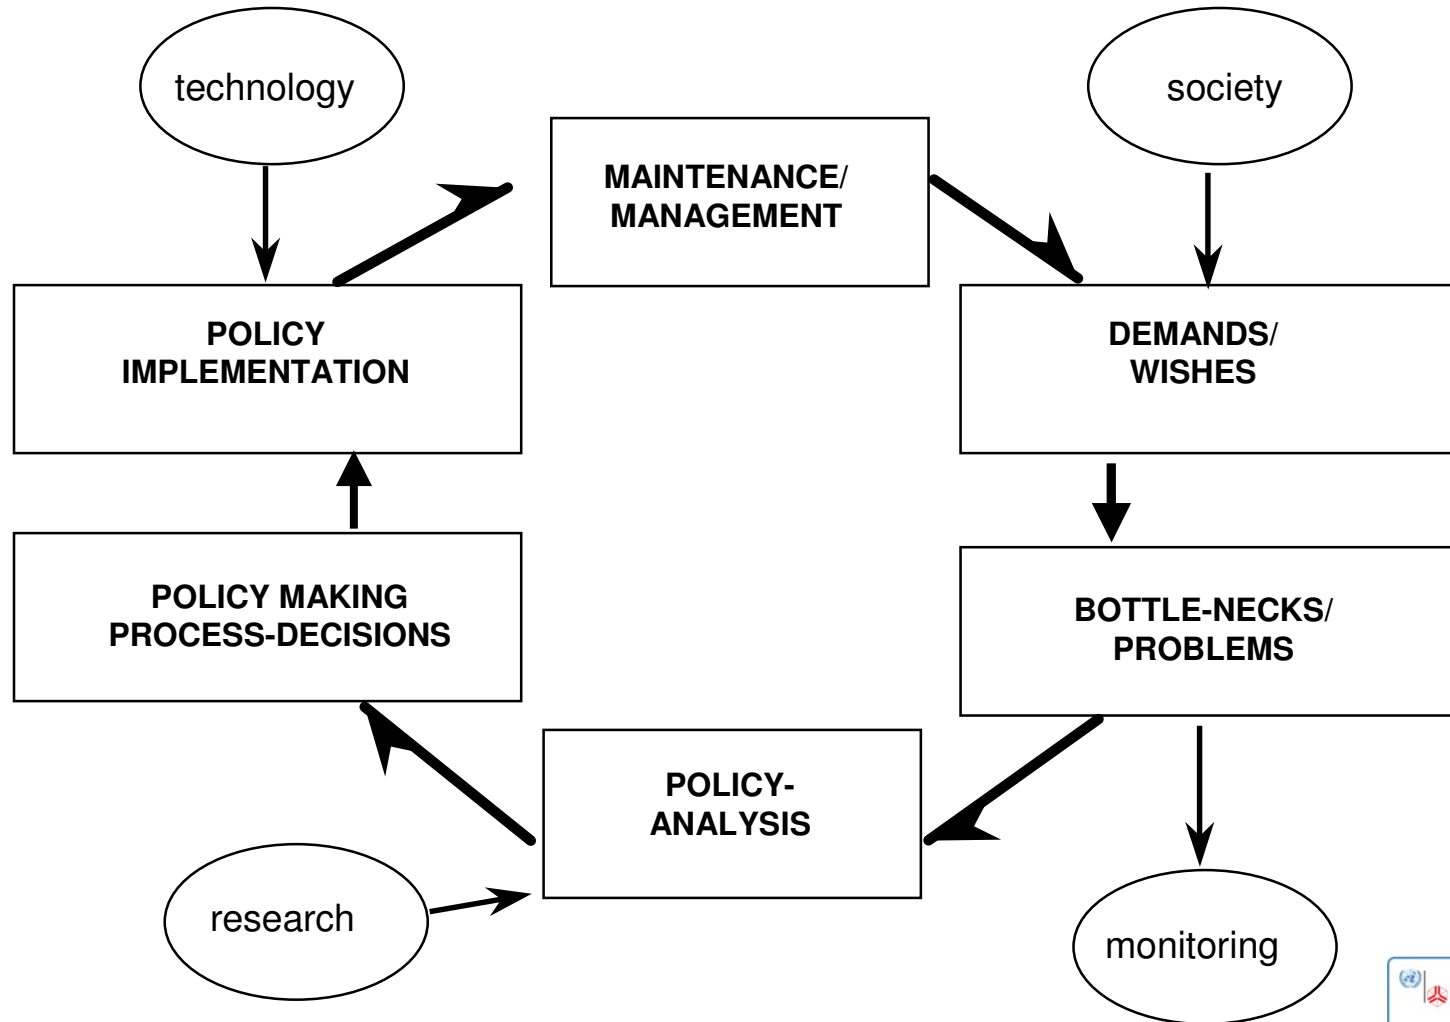 technology
society
MAINTENANCE/
MANAGEMENT
POLICY
IMPLEMENTATION
DEMANDS/
WISHES
POLICY MAKING
PROCESS-DECISIONS
BOTTLE-NECKS/
PROBLEMS
POLICY-
ANALYSIS
research
monitoring